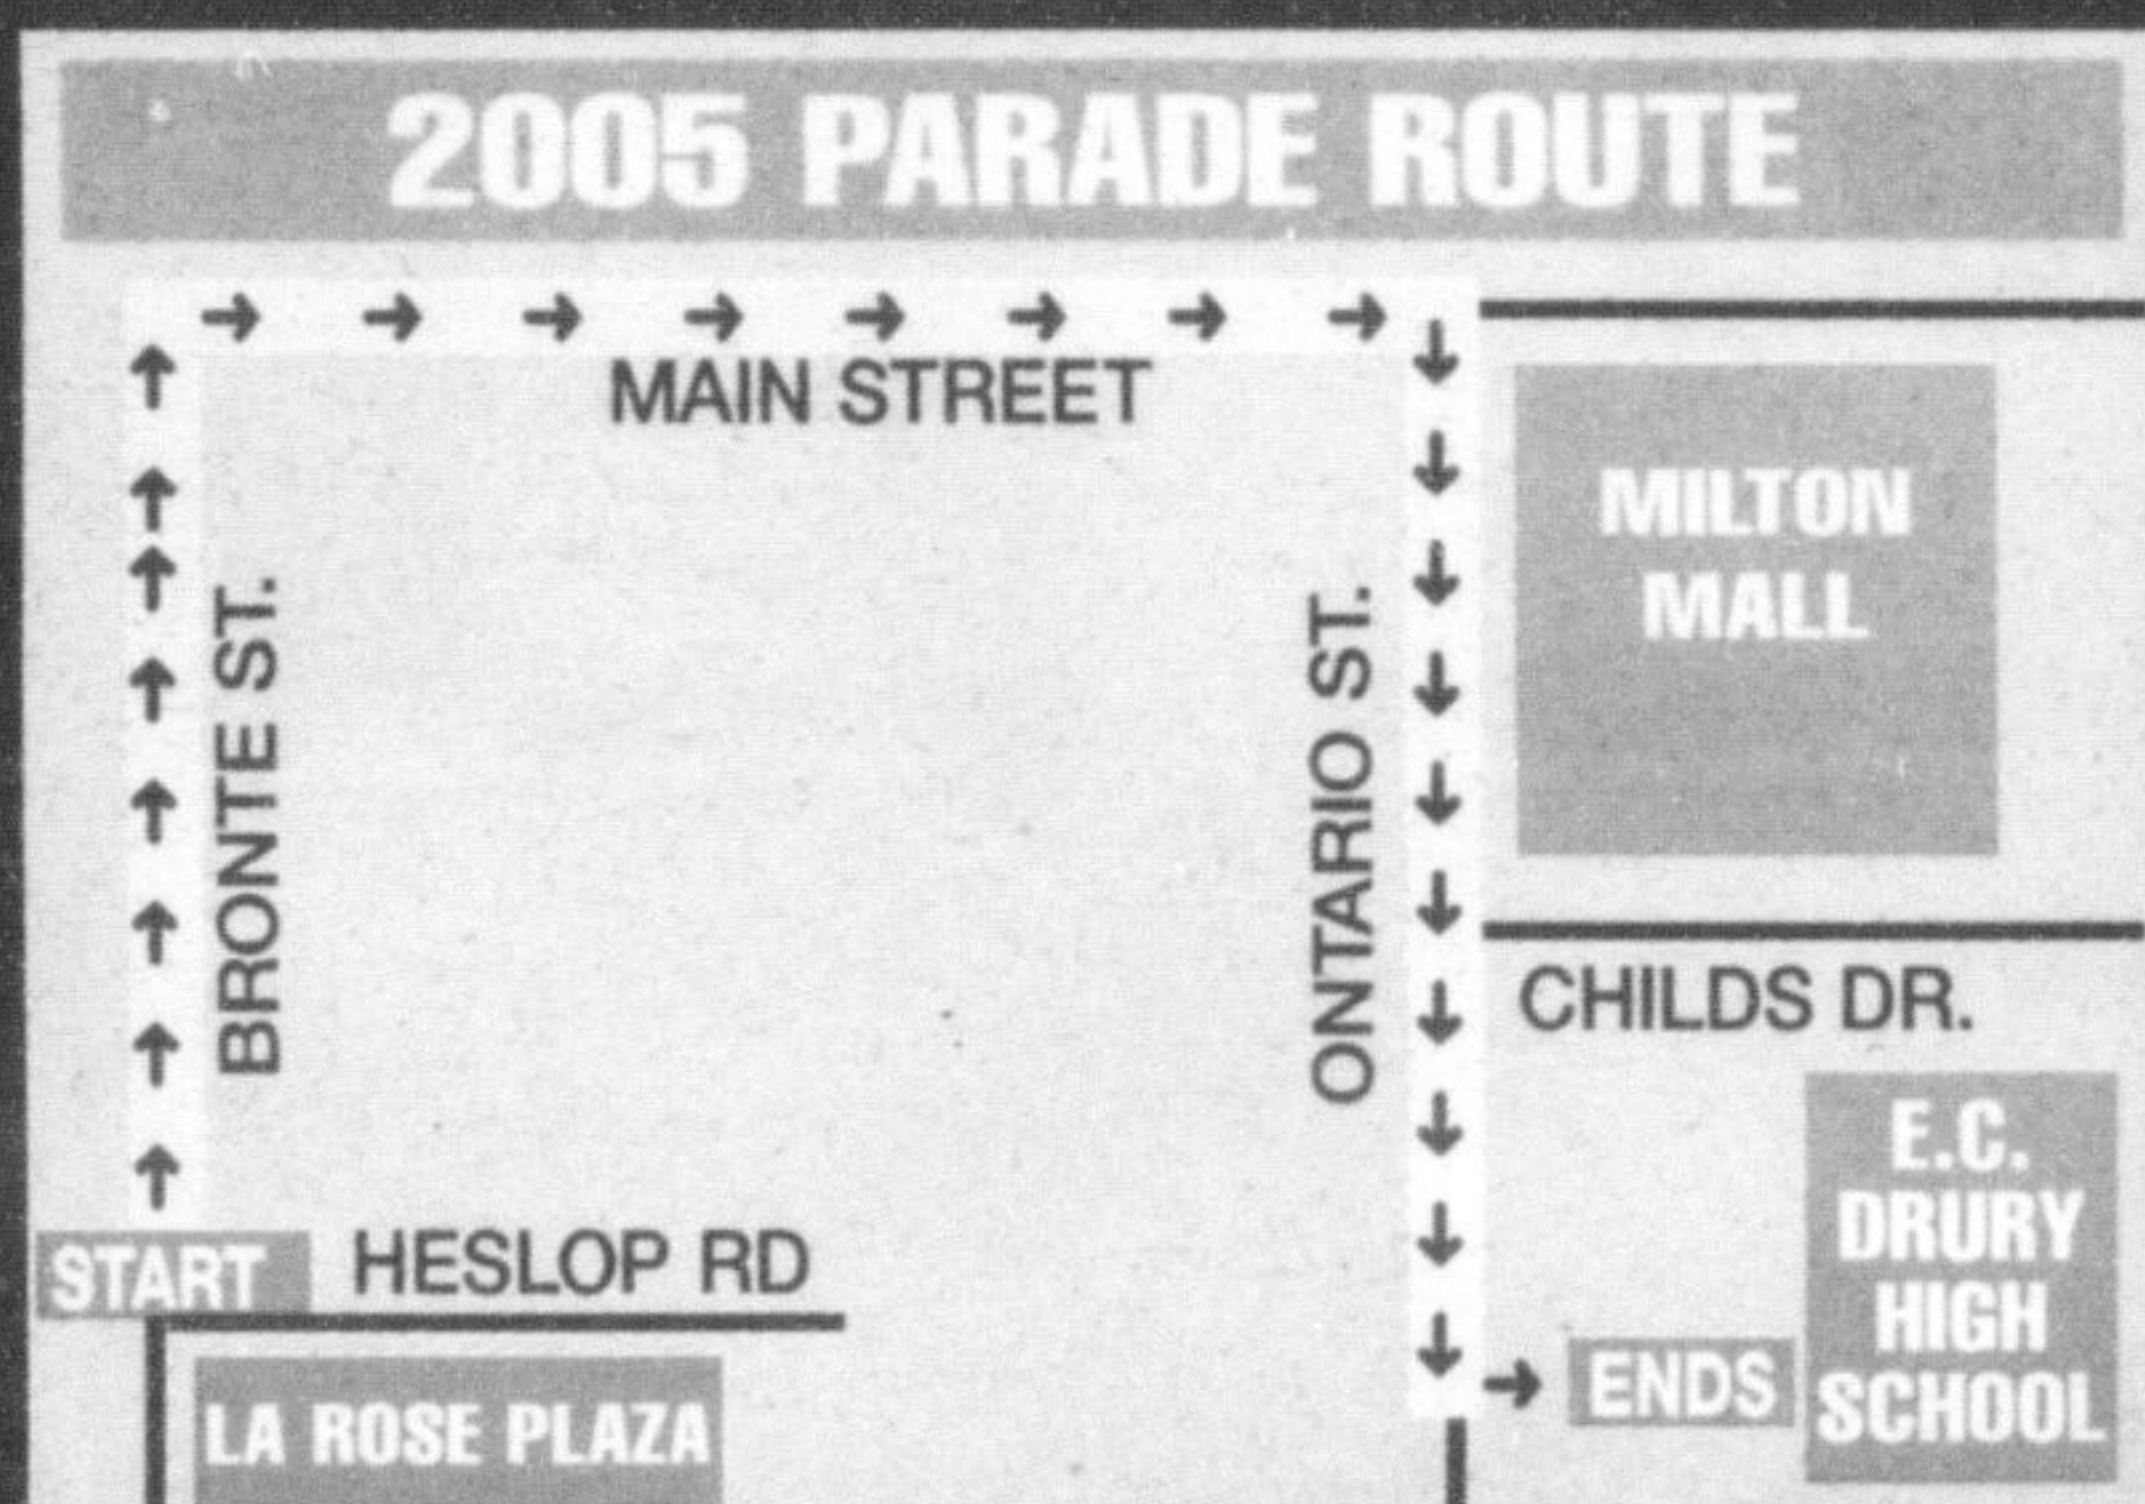 2005 PARADE ROUTE
MAIN STREET
BRONTE ST.
ONTARIO ST.
MILTON
MALL
CHILDS DR.
E.C.
DRURY
HIGH
SCHOOL
START
HESLOP RD
ENDS
LA ROSE PLAZA